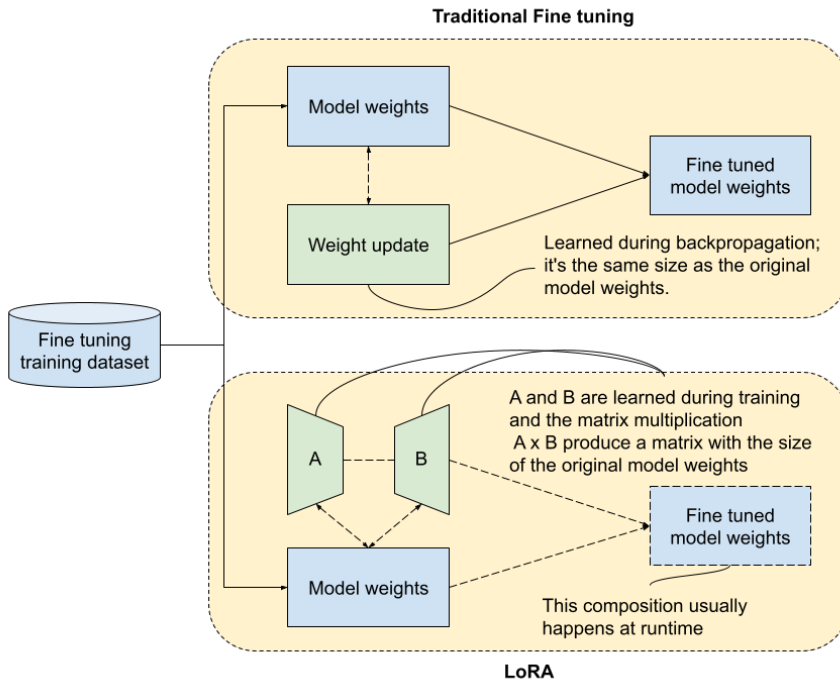 Traditional Fine tuning
Model weights
Fine tuned
model weights
Weight update
Learned during backpropagation;
it's the same size as the original
model weights.
Fine tuning
training dataset
A and B are learned during training
and the matrix multiplication
A x B produce a matrix with the size
of the original model weights
A
B
Fine tuned
model weights
Model weights
This composition usually
happens at runtime
LoRA